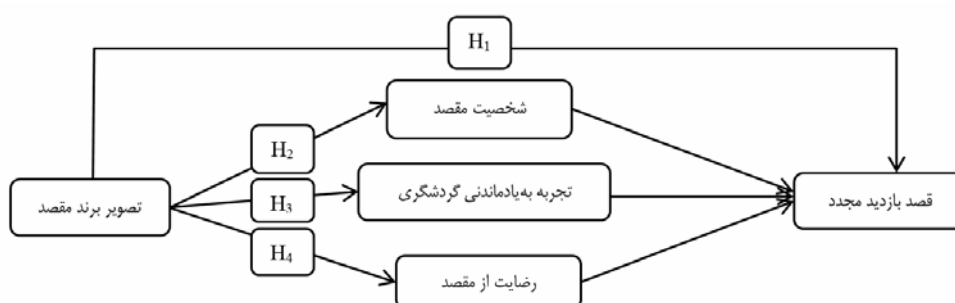 H₁
شخصیت مقصد
H₂
تصویر برند مقصد
H₃
تجربه به‌یادماندنی گردشگری
قصد بازدید مجدد
H₄
رضایت از مقصد